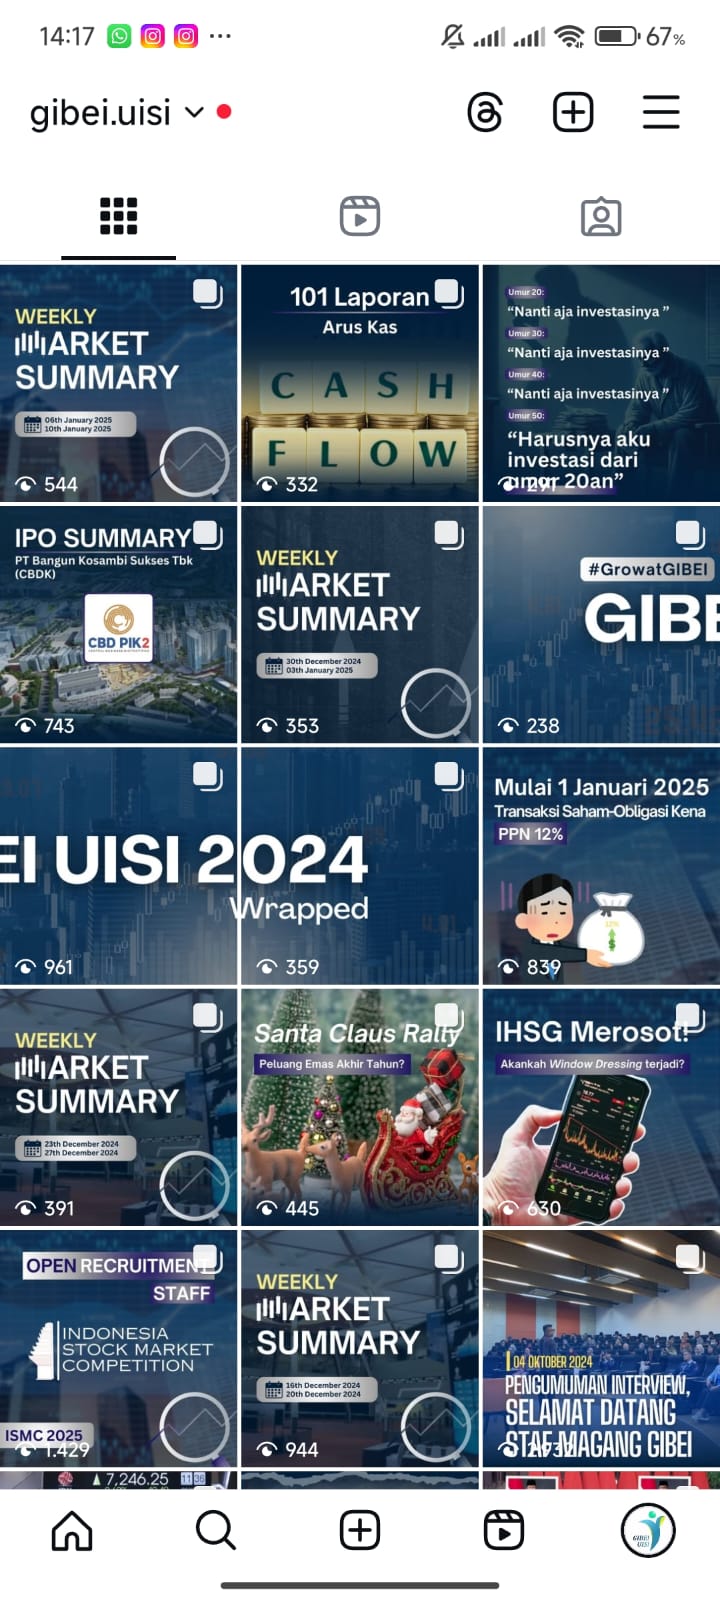 14:17
67%
gibei.uisi
WEEKLY
MARKET
SUMMARY
06th January 2025
10th January 2025
544
101 Laporan
Arus Kas
CASH
FLOW
332
Umur 20:
“Nanti aja investasinya ”
Umur 30:
“Nanti aja investasinya ”
Umur 40:
“Nanti aja investasinya ”
Umur 50:
“Harusnya aku
investasi dari
umur 20an”
IPO SUMMARY
PT Bangun Kosambi Sukses Tbk
(CBDK)
CBD PIK2
743
WEEKLY
MARKET
SUMMARY
30th December 2024
03th January 2025
353
#GrowatGIBEI
GIBE
238
EI UISI 2024
Wrapped
961
359
Mulai 1 Januari 2025
Transaksi Saham-Obligasi Kena
PPN 12%
12%
$
839
WEEKLY
MARKET
SUMMARY
23th December 2024
27th December 2024
391
Santa Claus Rally
Peluang Emas Akhir Tahun?
445
IHSG Merosot!
Akankah Window Dressing terjadi?
630
OPEN RECRUITMENT
STAFF
INDONESIA
STOCK MARKET
COMPETITION
ISMC 2025
1.429
WEEKLY
MARKET
SUMMARY
16th December 2024
20th December 2024
944
04 OKTOBER 2024
PENGUMUMAN INTERVIEW,
SELAMAT DATANG
STAF MAGANG GIBEI
7,246.25
11:36
GIBEI
UISI